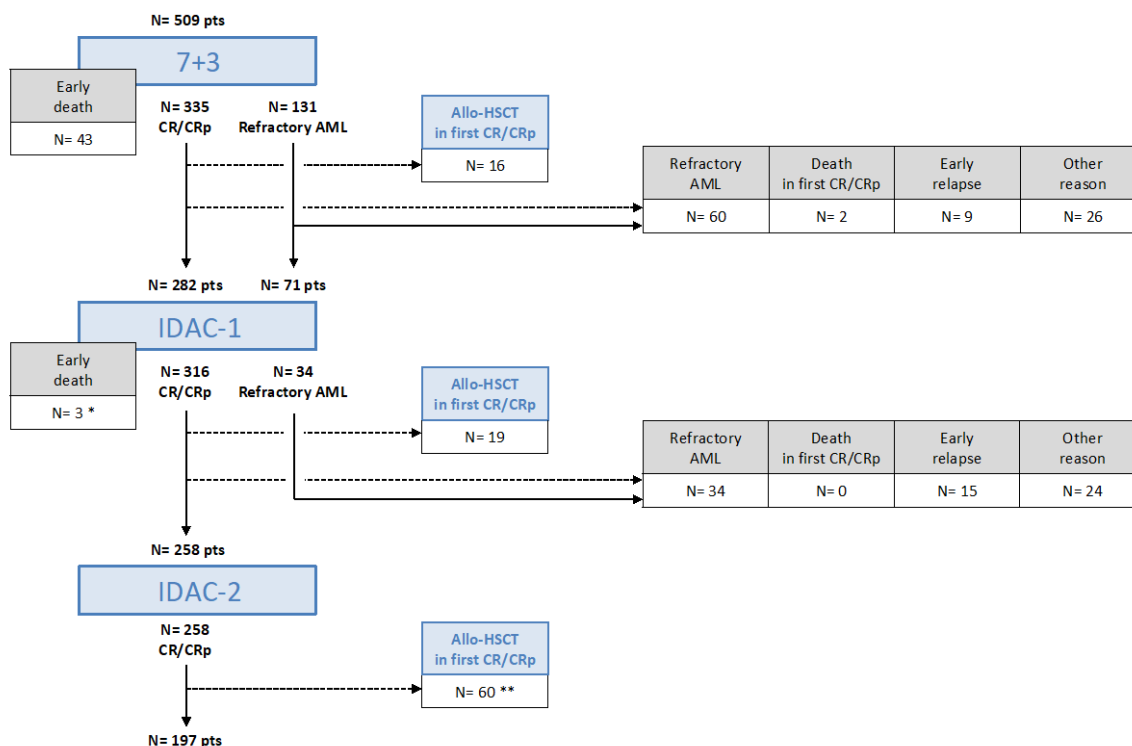 N= 509 pts
7+3
Early
death
N= 43
N= 335
CR/CRp
N= 131
Refractory AML
Allo-HSCT
in first CR/CRp
N= 16
Refractory
AML
Death
in first CR/CRp
Early
relapse
Other
reason
N= 60
N= 2
N= 9
N= 26
N= 282 pts
N= 71 pts
IDAC-1
Early
death
N= 3 *
N= 316
CR/CRp
N= 34
Refractory AML
Allo-HSCT
in first CR/CRp
N= 19
Refractory
AML
Death
in first CR/CRp
Early
relapse
Other
reason
N= 34
N= 0
N= 15
N= 24
N= 258 pts
IDAC-2
N= 258
CR/CRp
Allo-HSCT
in first CR/CRp
N= 60 **
N= 197 pts